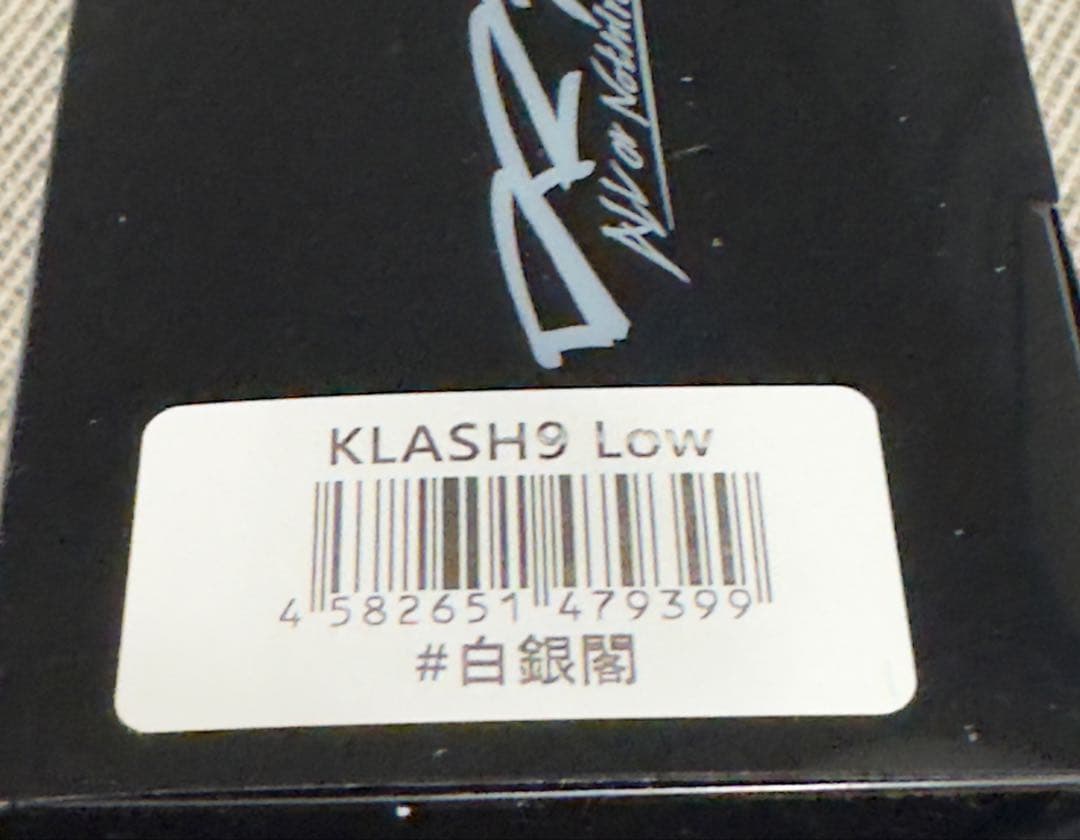 All or Nothing
KLASH9 Low
4 582651 479399
#白銀閣